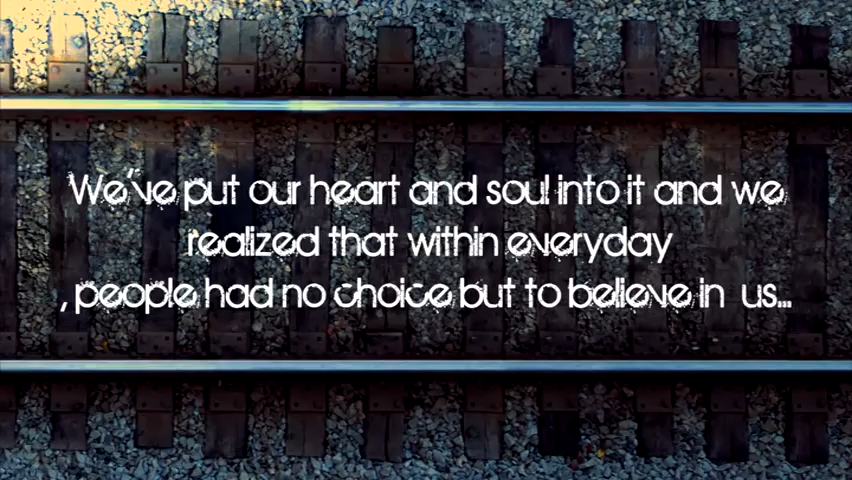 We've put our heart and soul into it and we
realized that within everyday
, people had no choice but to believe in us...